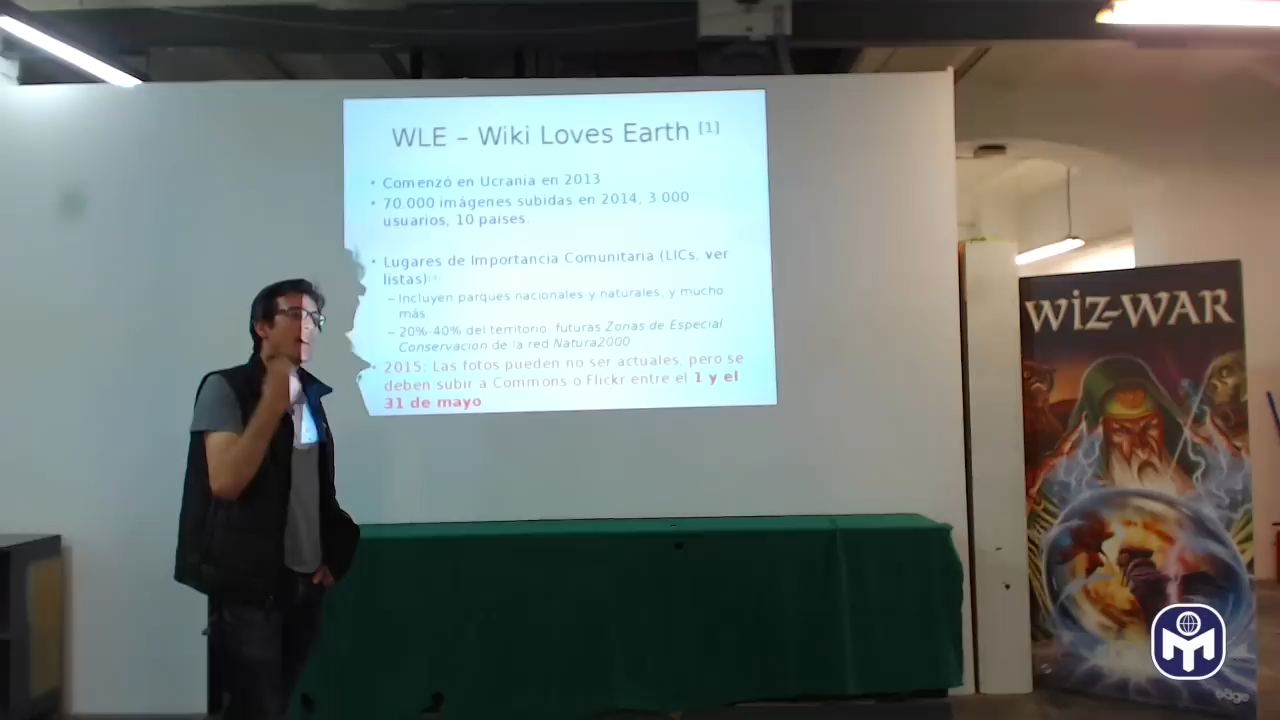 WLE – Wiki Loves Earth [1]
• Comenzó en Ucrania en 2013
• 70.000 imágenes subidas en 2014, 3.000
usuarios, 10 países.
• Lugares de Importancia Comunitaria (LICs, ver
listas)
– Incluyen parques nacionales y naturales, y mucho
más
– 20%-40% del territorio, futuras Zonas de Especial
Conservación de la red Natura2000
• 2015: Las fotos pueden no ser actuales, pero se
deben subir a Commons o Flickr entre el 1 y el
31 de mayo
WiZ-WAR
edge